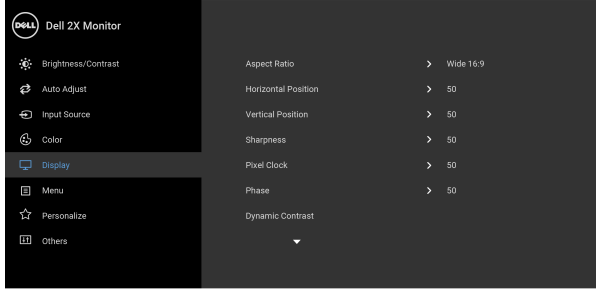 DELL Dell 2X Monitor
Brightness/Contrast
Auto Adjust
Input Source
Color
Display
Menu
Personalize
Others
Aspect Ratio Wide 16:9
Horizontal Position 50
Vertical Position 50
Sharpness 50
Pixel Clock 50
Phase 50
Dynamic Contrast